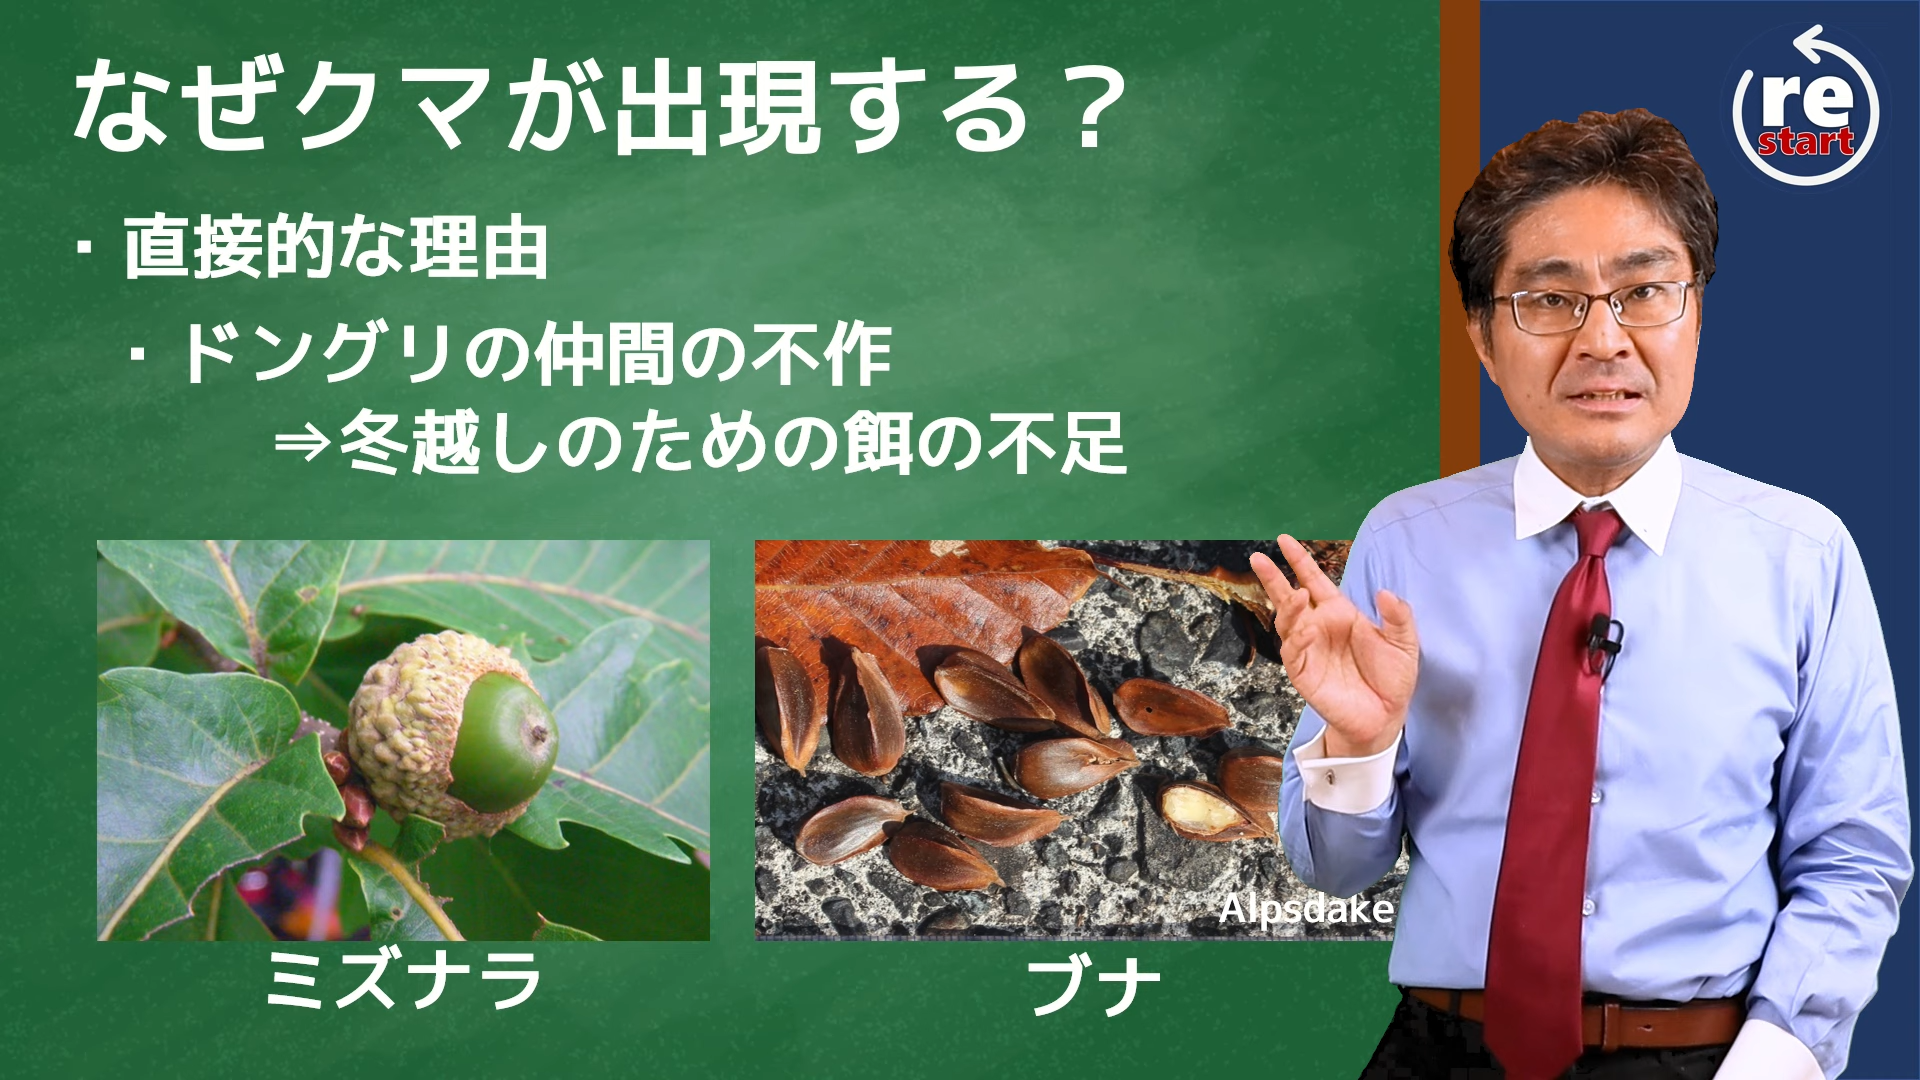 なぜクマが出現する？
・直接的な理由
・ドングリの仲間の不作
⇒冬越しのための餌の不足
re
start
Alpsdake
ミズナラ
ブナ